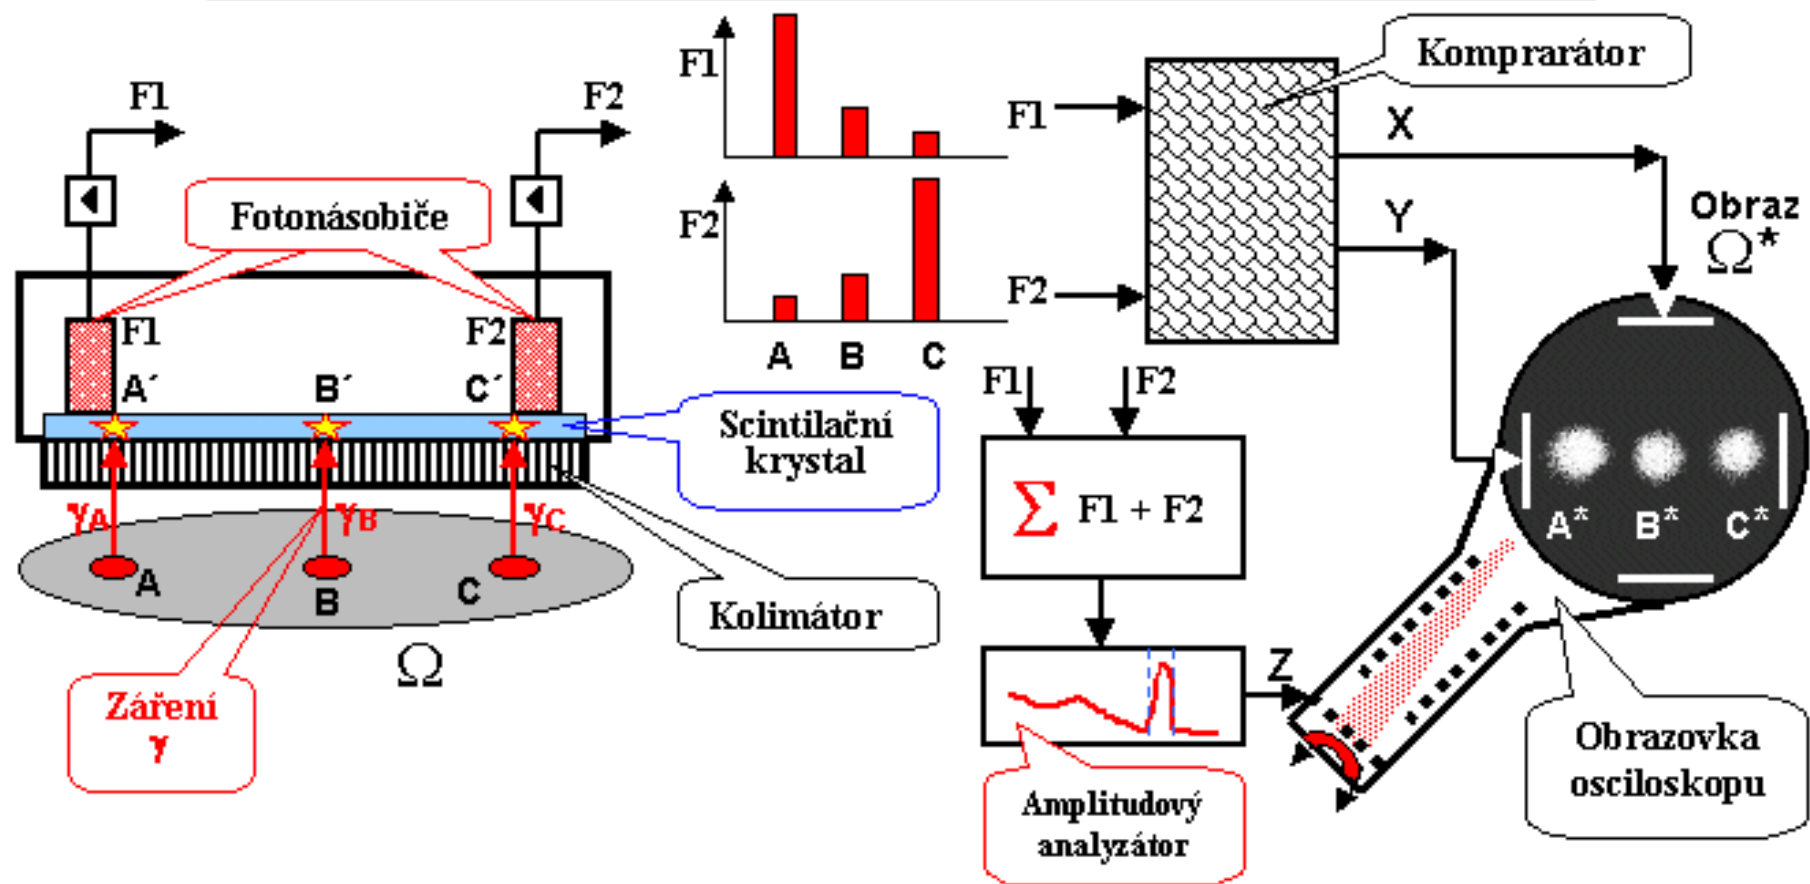 F1
F2
Fotonásobiče
F1
F2
A´
B´
C´
γA
γB
γC
A
B
C
Ω
Záření
γ
Scintilační
krystal
Kolimátor
F1
F2
A
B
C
F1
F2
Komprarátor
X
Y
Obraz
Ω*
F1
F2
∑ F1 + F2
Z
Amplitudový
analyzátor
A*
B*
C*
Obrazovka
osciloskopu